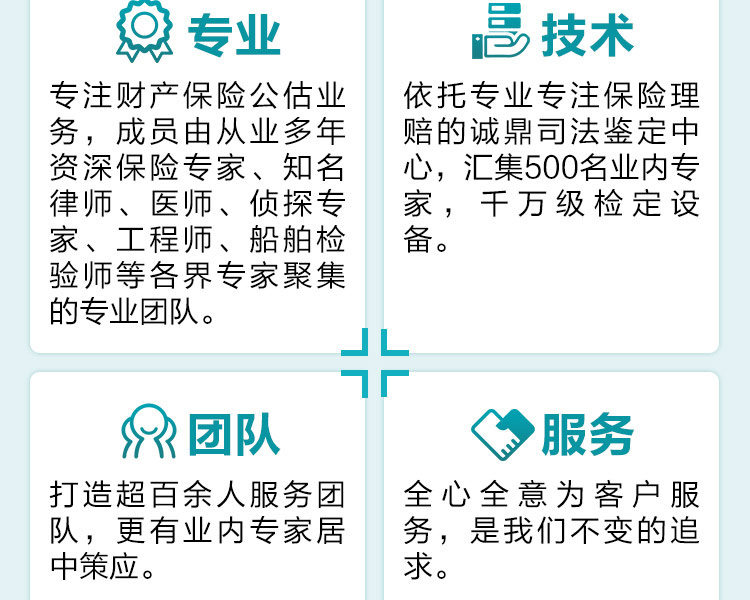 专业
专注财产保险公估业
务，成员由从业多年
资深保险专家、知名
律师、医师、侦探专
家、工程师、船舶检
验师等各界专家聚集
的专业团队。
技术
依托专业专注保险理
赔的诚鼎司法鉴定中
心，汇集500名业内专
家，千万级检定设
备。
团队
打造超百余人服务团
队，更有业内专家居
中策应。
服务
全心全意为客户服
务，是我们不变的追
求。